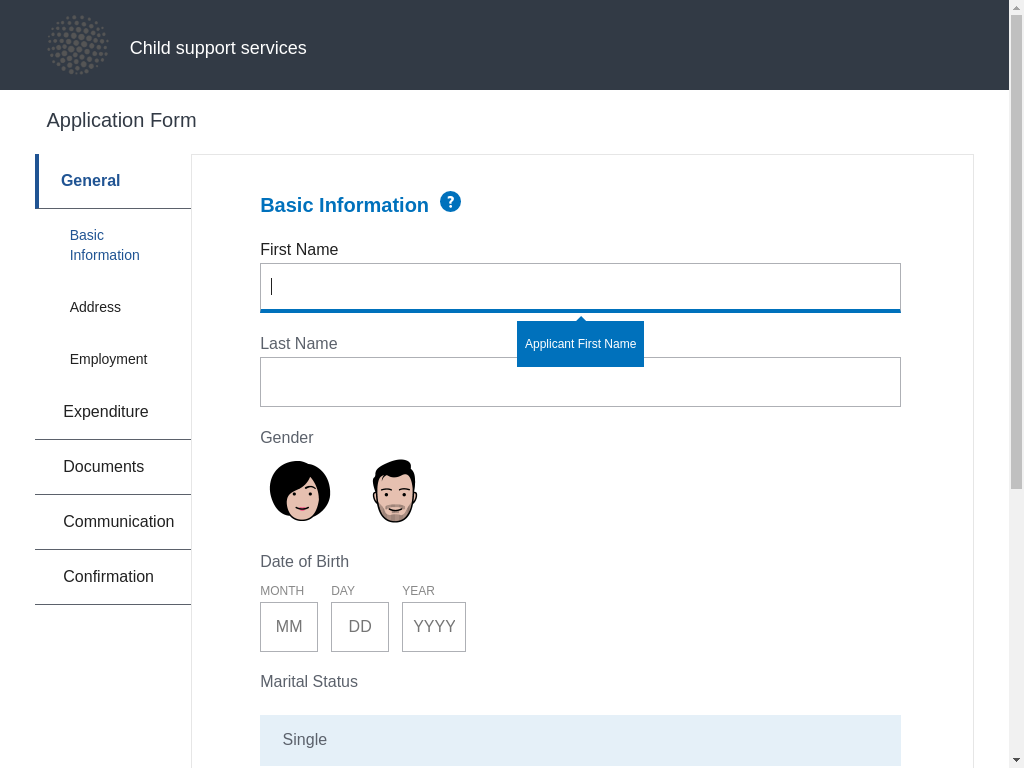 Child support services
Application Form
General
Basic
Information
Address
Employment
Expenditure
Documents
Communication
Confirmation
Basic Information ?
First Name
Applicant First Name
Last Name
Gender
Date of Birth
MONTH DAY YEAR
MM DD YYYY
Marital Status
Single